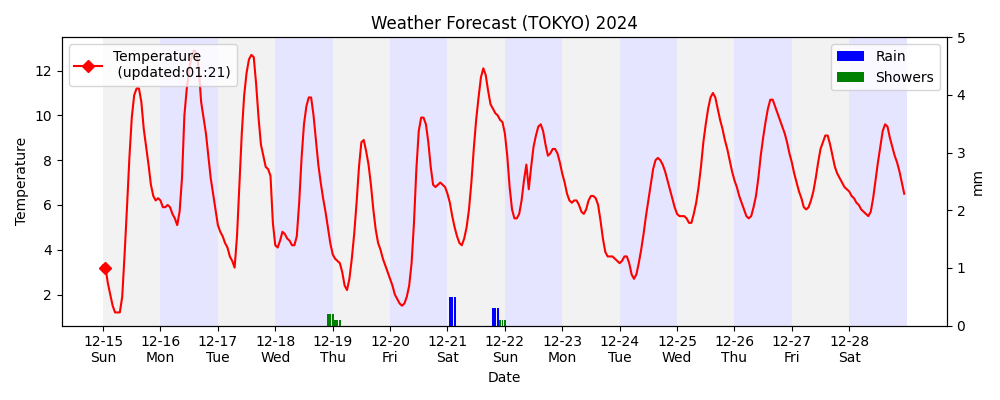 Weather Forecast (TOKYO) 2024
Temperature
(updated:01:21)
Rain
Showers
Temperature
12
10
8
6
4
2
5
4
3
2
1
0
mm
12-15 12-16 12-17 12-18 12-19 12-20 12-21 12-22 12-23 12-24 12-25 12-26 12-27 12-28
Sun Mon Tue Wed Thu Fri Sat Sun Mon Tue Wed Thu Fri Sat
Date